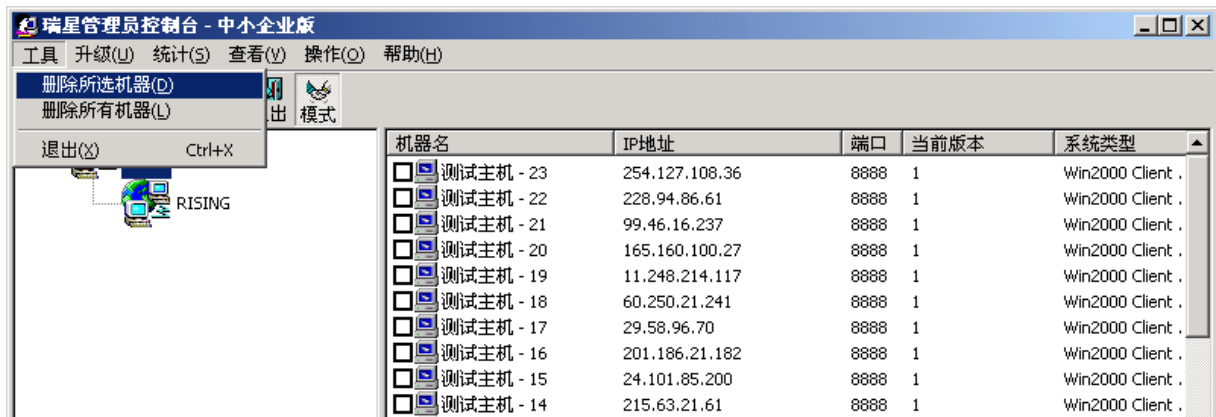 瑞星管理员控制台 - 中小企业版
工具 升级(U) 统计(S) 查看(V) 操作(O) 帮助(H)
删除所选机器(D)
删除所有机器(L)
出 模式
退出(X) Ctrl+X
机器名 IP地址 端口 当前版本 系统类型
测试主机 - 23 254.127.108.36 8888 1 Win2000 Client .
测试主机 - 22 228.94.86.61 8888 1 Win2000 Client .
RISING
测试主机 - 21 99.46.16.237 8888 1 Win2000 Client .
测试主机 - 20 165.160.100.27 8888 1 Win2000 Client .
测试主机 - 19 11.248.214.117 8888 1 Win2000 Client .
测试主机 - 18 60.250.21.241 8888 1 Win2000 Client .
测试主机 - 17 29.58.96.70 8888 1 Win2000 Client .
测试主机 - 16 201.186.21.182 8888 1 Win2000 Client .
测试主机 - 15 24.101.85.200 8888 1 Win2000 Client .
测试主机 - 14 215.63.21.61 8888 1 Win2000 Client .